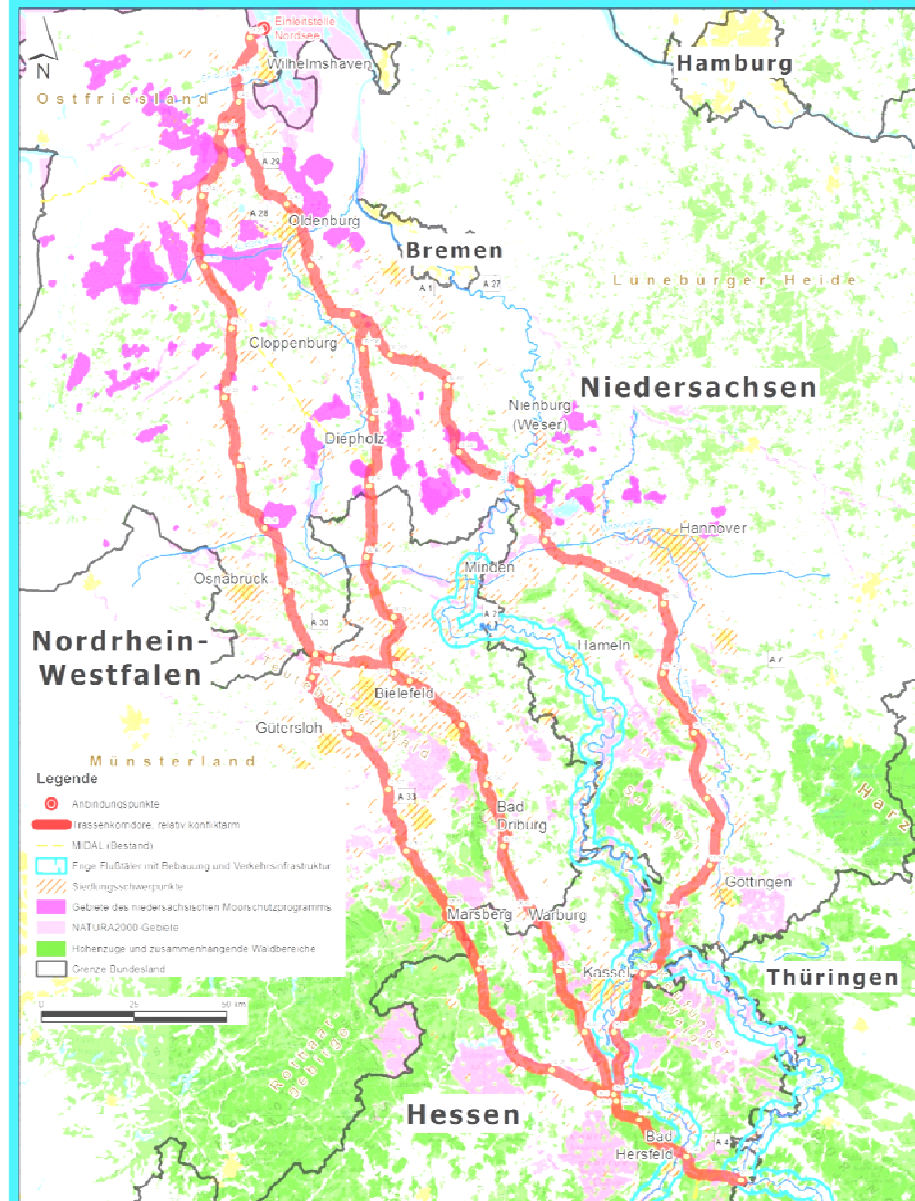 Einleitstelle
Nordsee
N
Wilhelmshaven
Hamburg
Ostfriesland
A 29
A 28
Oldenburg
Bremen
A 1
A 27
Luneburger Heide
Cloppenburg
Niedersachsen
Nienburg
(Weser)
Diepholz
Hannover
Minden
Osnabruck
A 2
A 30
Nordrhein-
Westfalen
Hameln
A 7
Bielefeld
Gütersloh
Münsterland
Harz
A 33
Bad
Driburg
Göttingen
Marsberg
Warburg
Kassel
Thüringen
Hessen
Bad
Hersfeld
A 4
Legende
Anbindungspunkte
Trassenkorridore, relativ konfliktarm
MIDAL (Bestand)
Enge Flußtäler mit Bebauung und Verkehrsinfrastruktur
Siedlungsschwerpunkte
Gebiete des niedersächsischen Moorschutzprogramms
NATURA2000-Gebiete
Höhenzüge und zusammenhängende Waldbereiche
Grenze Bundesland
0 25 50 km